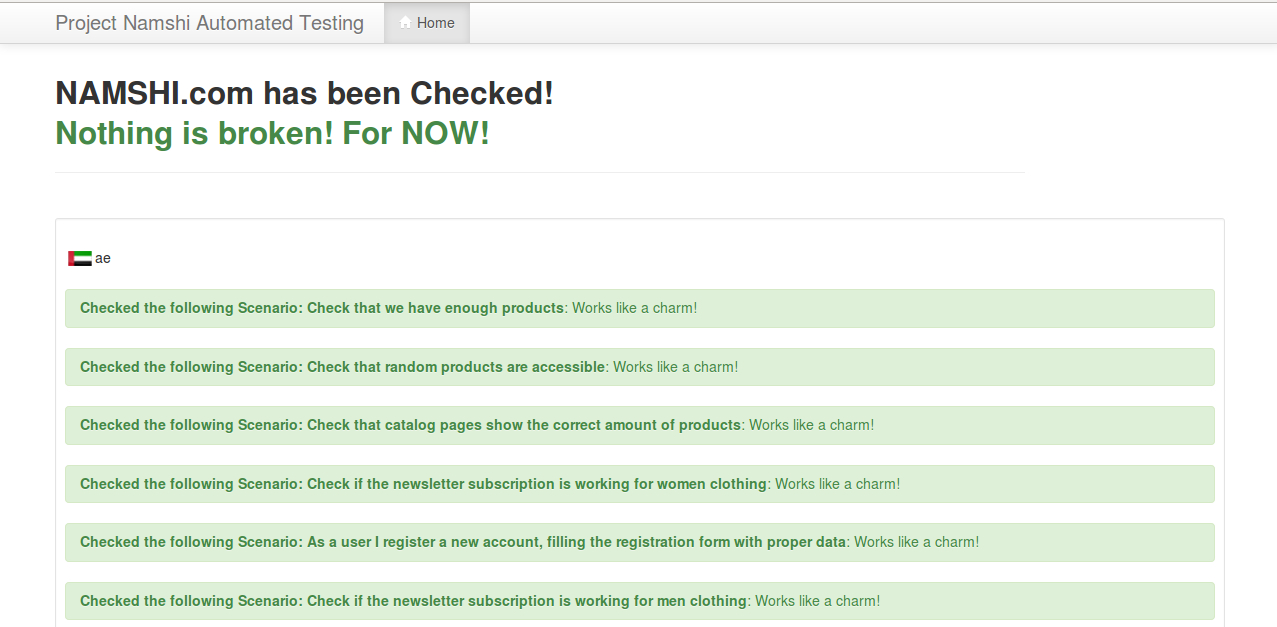 Project Namshi Automated Testing Home
NAMSHI.com has been Checked!
Nothing is broken! For NOW!
ae
Checked the following Scenario: Check that we have enough products: Works like a charm!
Checked the following Scenario: Check that random products are accessible: Works like a charm!
Checked the following Scenario: Check that catalog pages show the correct amount of products: Works like a charm!
Checked the following Scenario: Check if the newsletter subscription is working for women clothing: Works like a charm!
Checked the following Scenario: As a user I register a new account, filling the registration form with proper data: Works like a charm!
Checked the following Scenario: Check if the newsletter subscription is working for men clothing: Works like a charm!